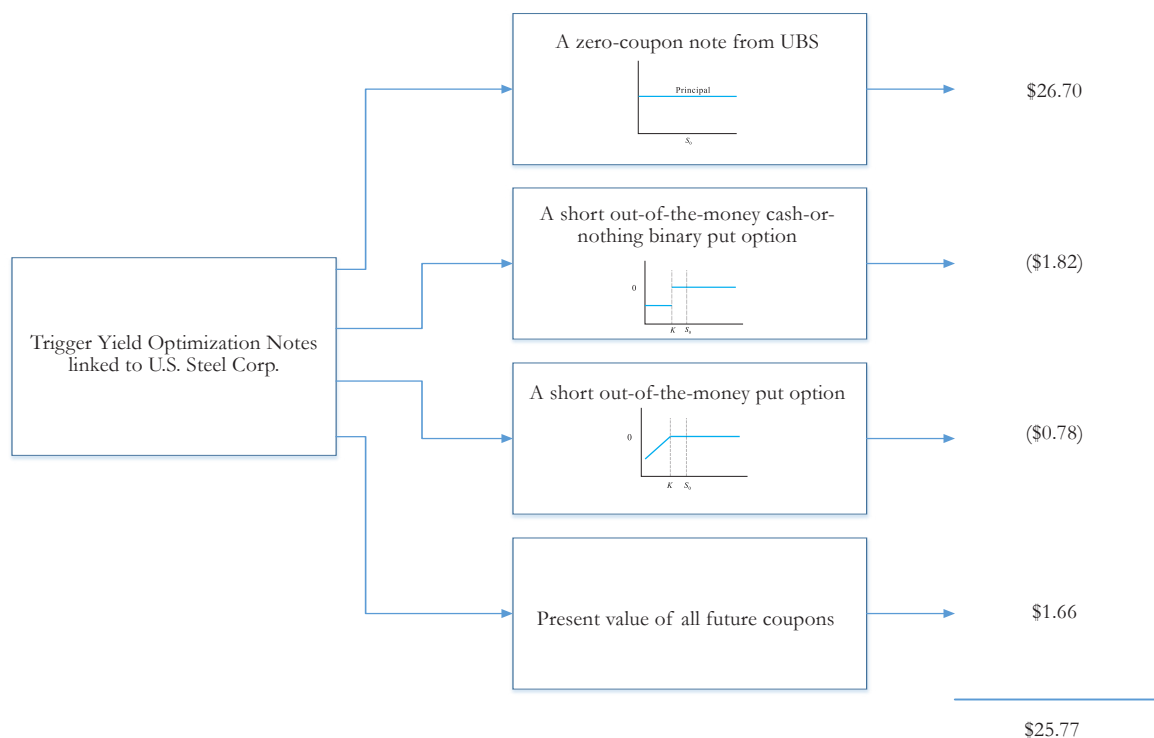 A zero-coupon note from UBS
Principal
S₀
$26.70
A short out-of-the-money cash-or-
nothing binary put option
0
K
S₀
($1.82)
Trigger Yield Optimization Notes
linked to U.S. Steel Corp.
A short out-of-the-money put option
0
K
S₀
($0.78)
Present value of all future coupons
$1.66
$25.77